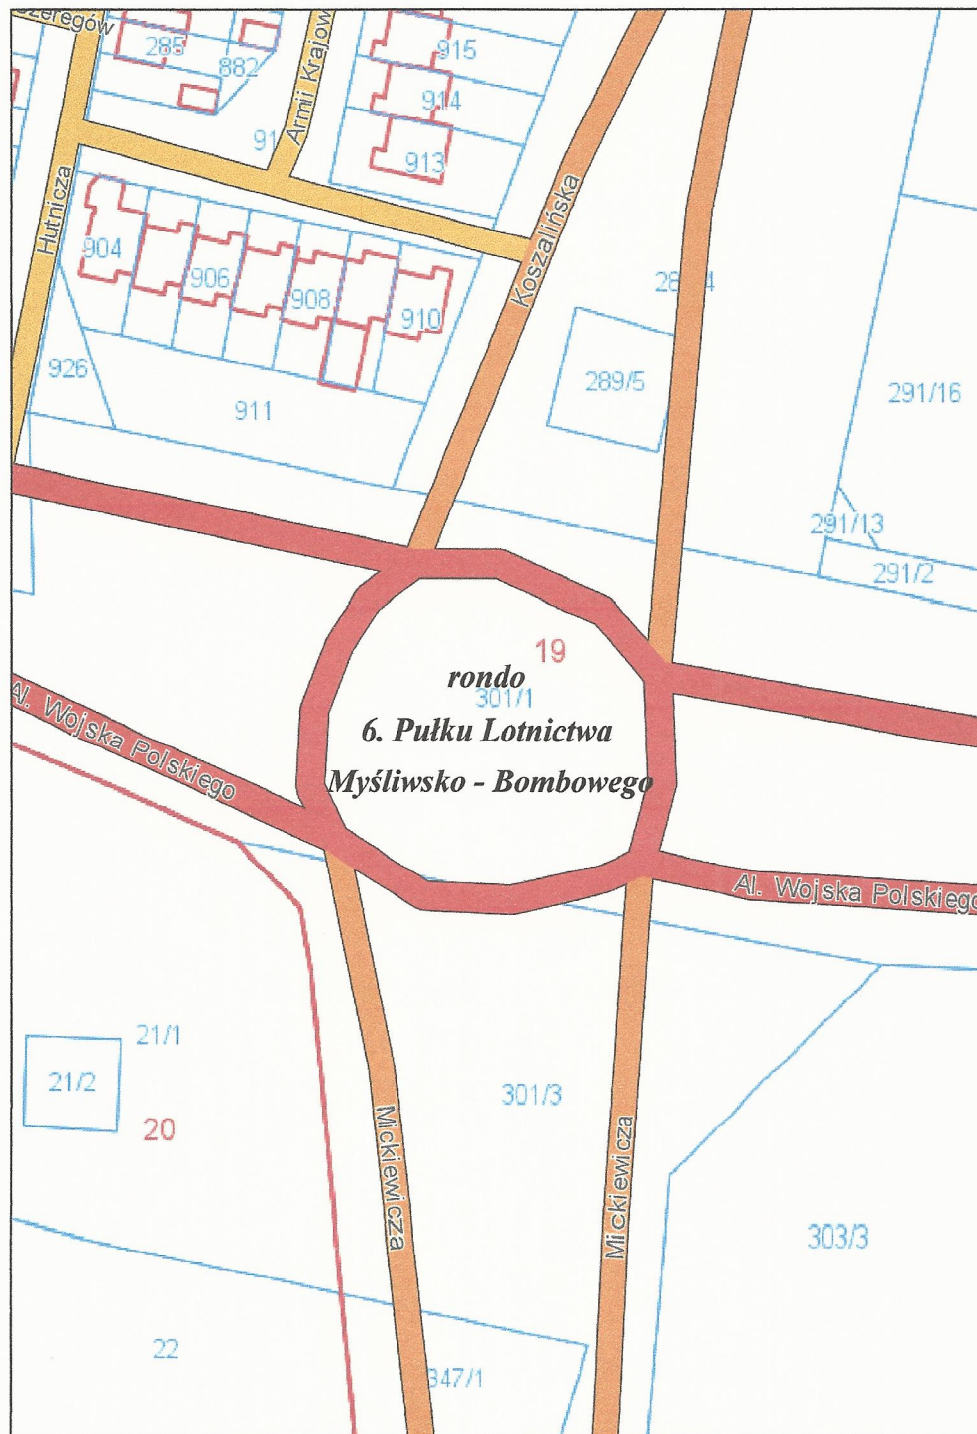 285
882
915
914
91
Armii Krajow
913
Hutnicza
904
906
908
910
Koszalińska
926
911
289/5
291/16
291/13
291/2
19
rondo
301/1
6. Pułku Lotnictwa
Myśliwsko - Bombowego
Al. Wojska Polskiego
Al. Wojska Polskiego
21/1
21/2
20
301/3
Mickiewicza
Mickiewicza
303/3
22
347/1